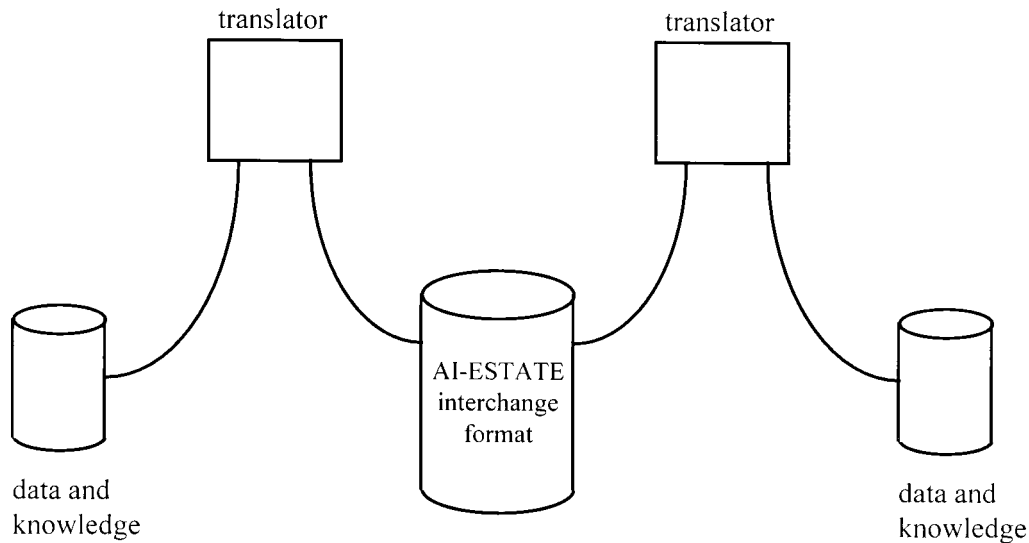 translator
translator
AI-ESTATE
interchange
format
data and
knowledge
data and
knowledge